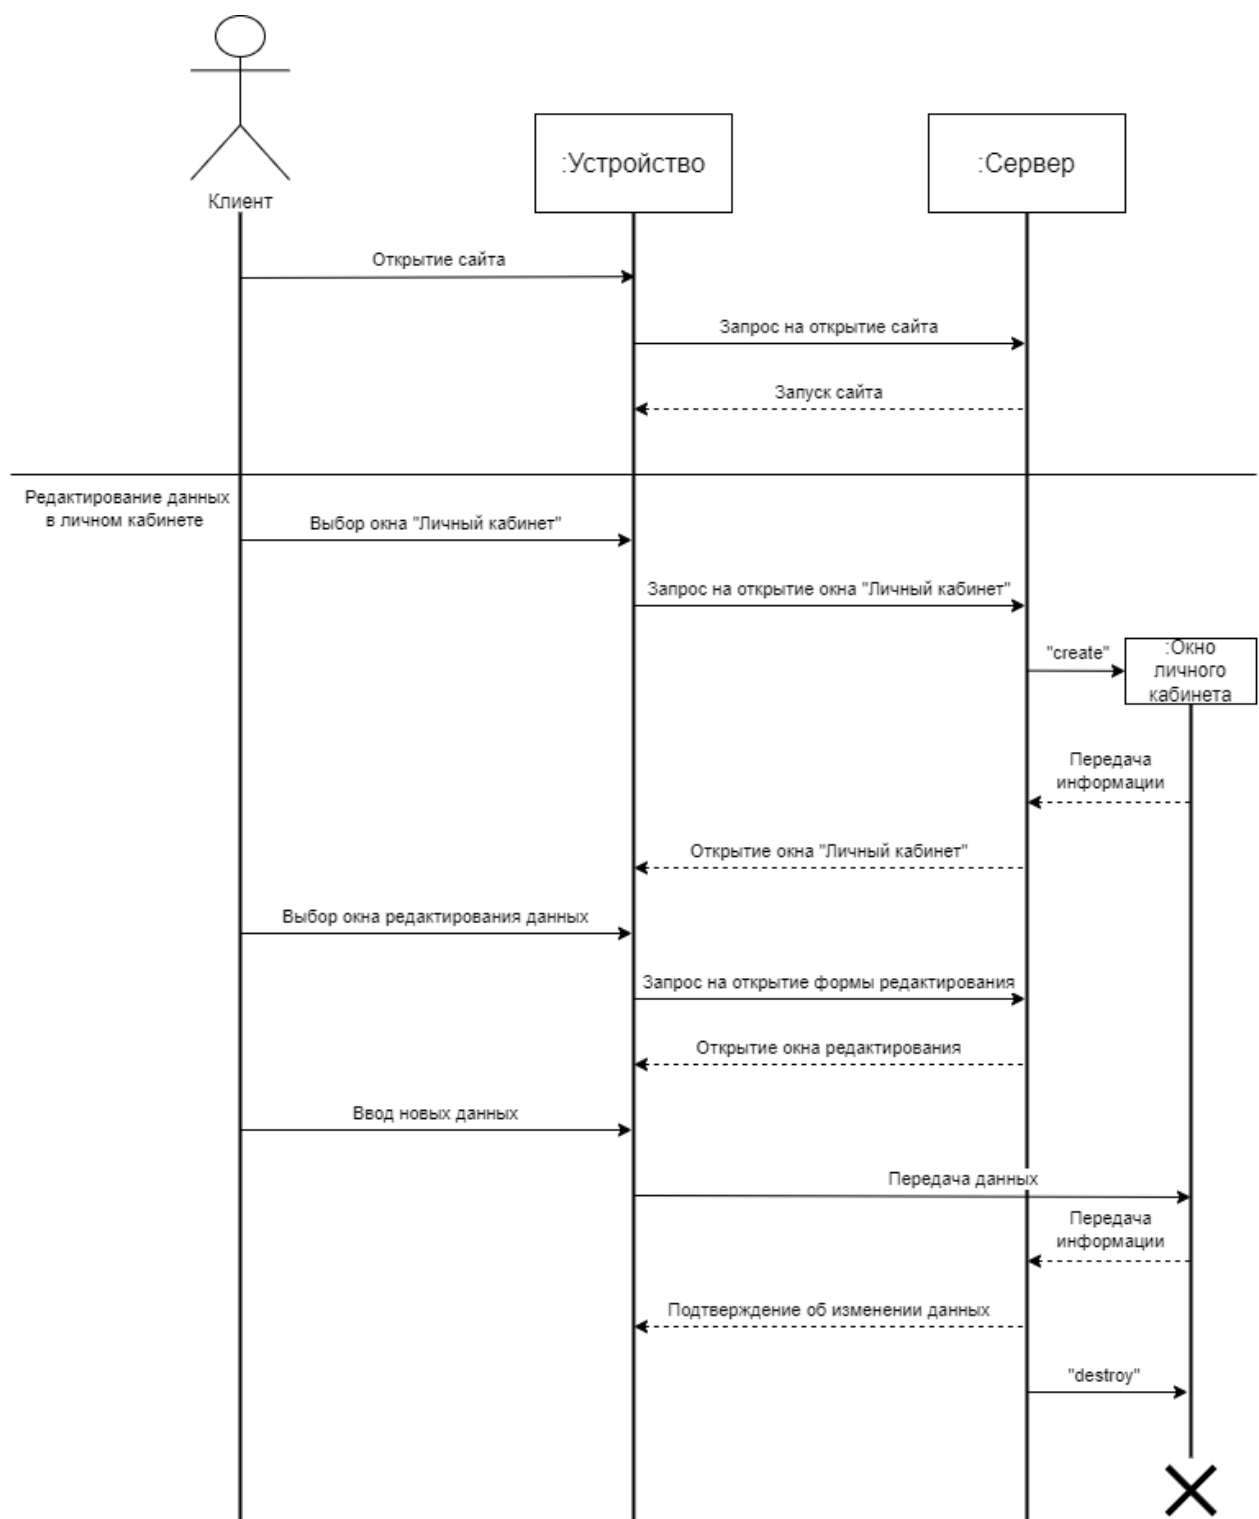 Клиент
:Устройство
:Сервер
Открытие сайта
Запрос на открытие сайта
Запуск сайта
Редактирование данных
в личном кабинете
Выбор окна "Личный кабинет"
Запрос на открытие окна "Личный кабинет"
"create"
:Окно
личного
кабинета
Передача
информации
Открытие окна "Личный кабинет"
Выбор окна редактирования данных
Запрос на открытие формы редактирования
Открытие окна редактирования
Ввод новых данных
Передача данных
Передача
информации
Подтверждение об изменении данных
"destroy"